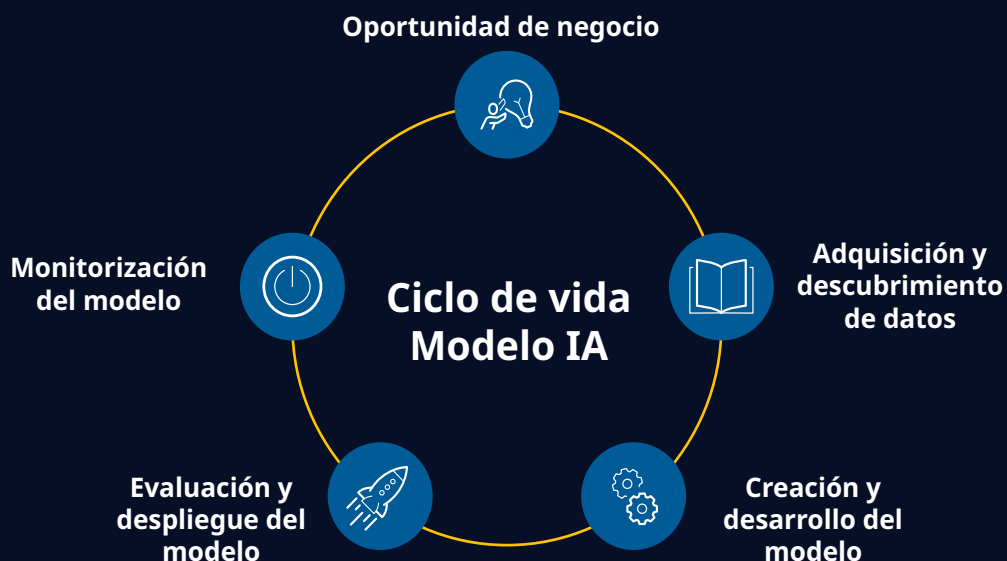 Oportunidad de negocio
Adquisición y
descubrimiento
de datos
Creación y
desarrollo del
modelo
Evaluación y
despliegue del
modelo
Monitorización
del modelo
Ciclo de vida
Modelo IA